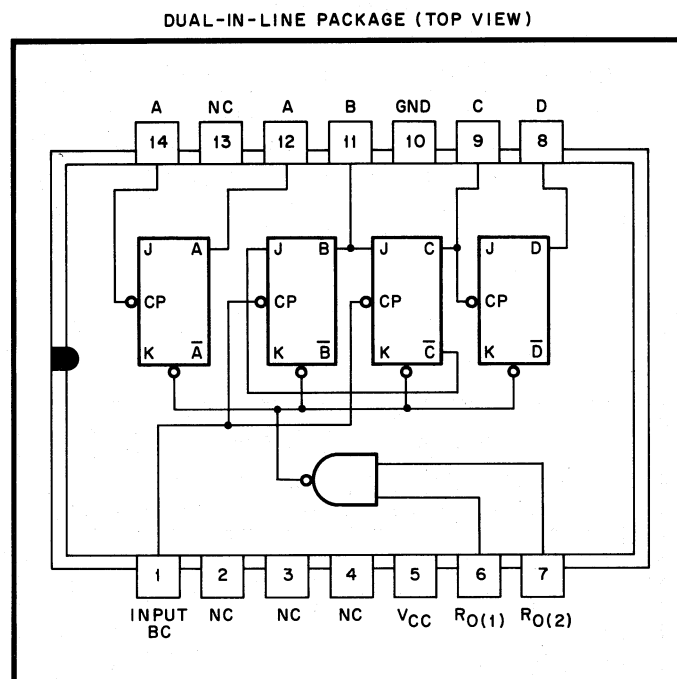 DUAL-IN-LINE PACKAGE (TOP VIEW)
A NC A B GND C D
14 13 12 11 10 9 8
J A J B J C J D
CP CP CP CP
K A̅ K B̅ K C̅ K D̅
1 2 3 4 5 6 7
INPUT NC NC NC VCC RO(1) RO(2)
BC